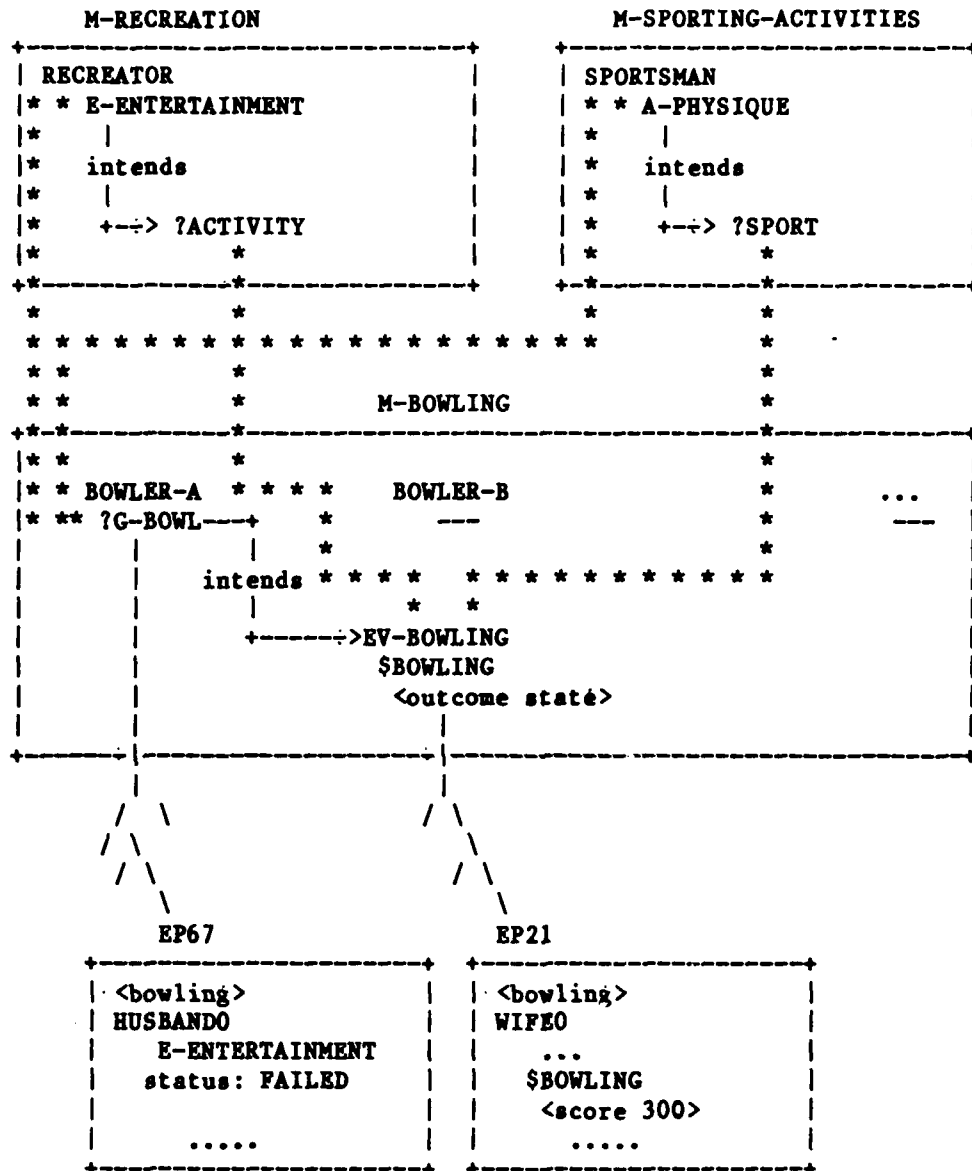 M-RECREATION M-SPORTING-ACTIVITIES
RECREATOR SPORTSMAN
E-ENTERTAINMENT A-PHYSIQUE
intends intends
?ACTIVITY ?SPORT
M-BOWLING
BOWLER-A BOWLER-B ...
?G-BOWL --- ---
intends
EV-BOWLING
$BOWLING
<outcome state>
EP67 EP21
<bowling> <bowling>
HUSBAND0 WIFE0
E-ENTERTAINMENT ...
status: FAILED $BOWLING
<score 300>
..... .....